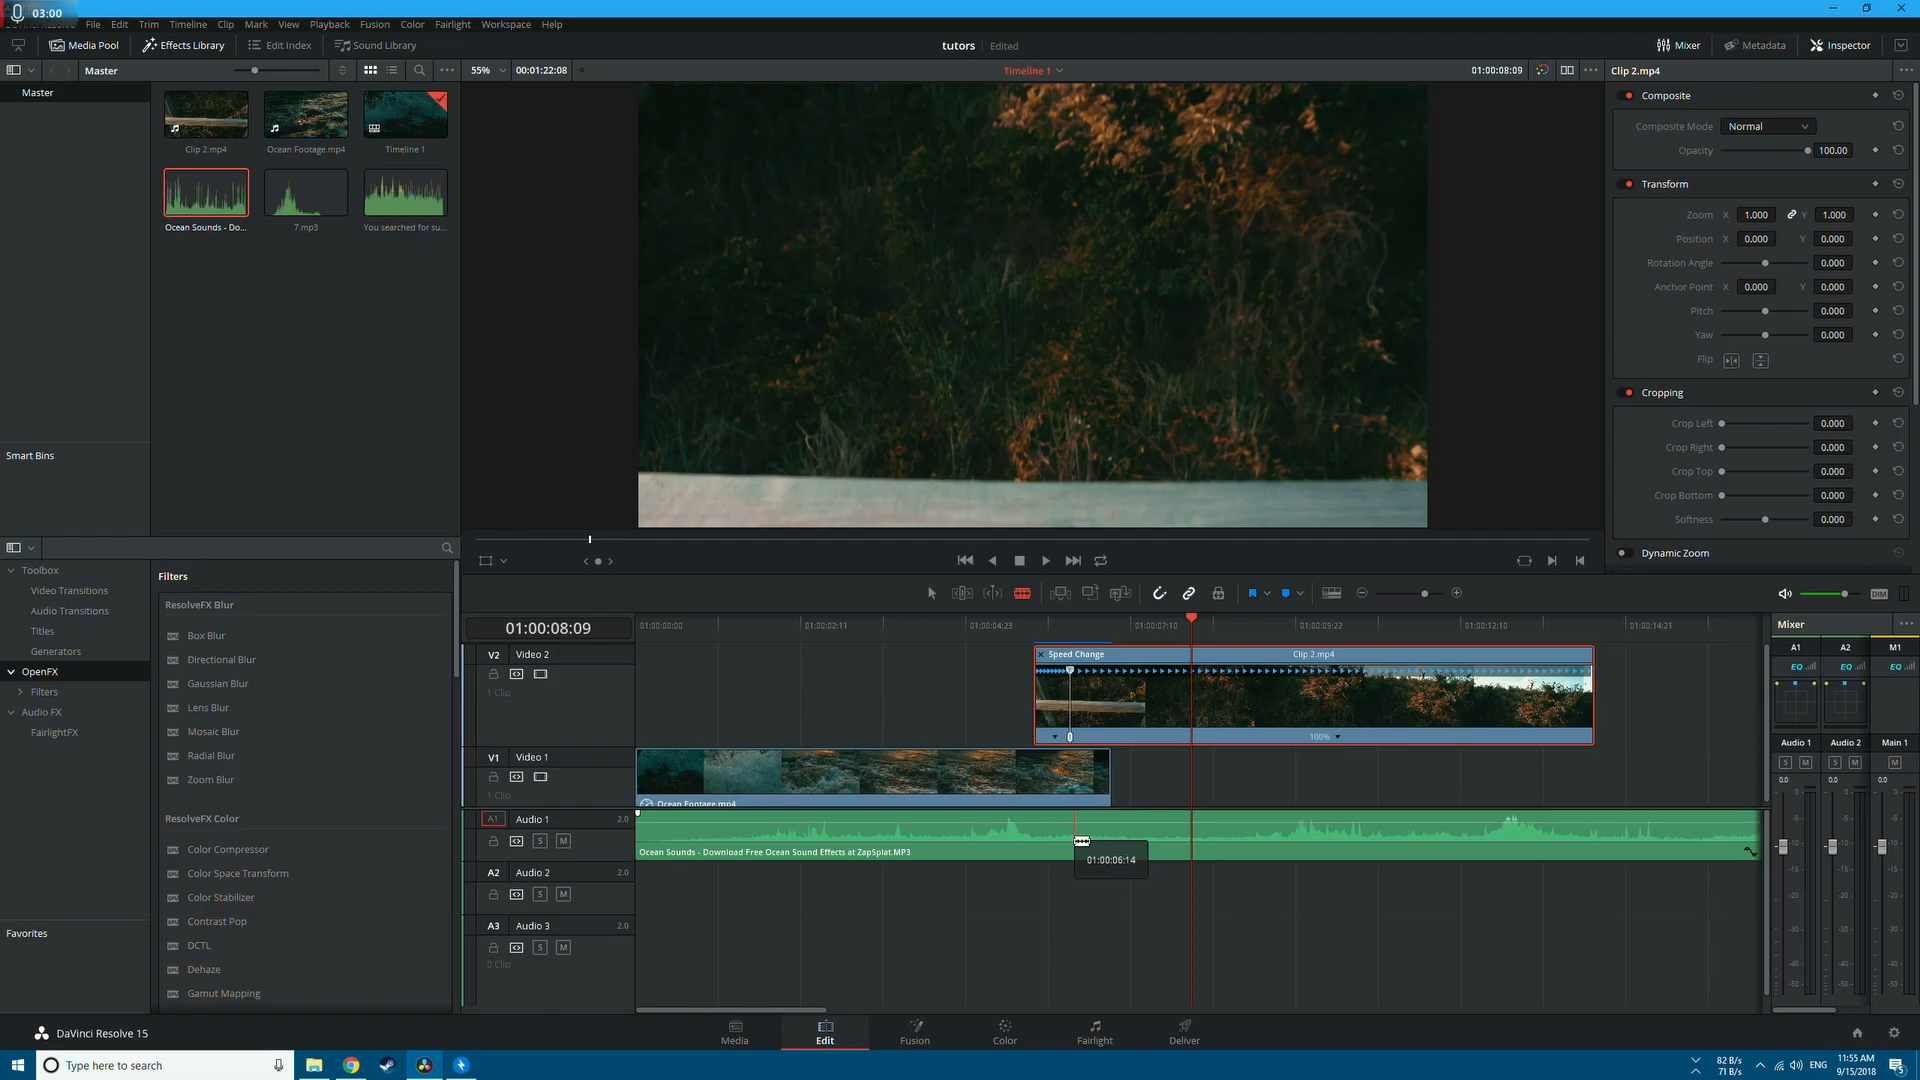 03:00
DaVinci Resolve File Edit Trim Timeline Clip Mark View Playback Fusion Color Fairlight Workspace Help
Media Pool Effects Library Edit Index Sound Library tutors Edited Mixer Metadata Inspector
Master 55% 00:01:22:08 Timeline 1 01:00:08:09 Clip 2.mp4
Master
Clip 2.mp4 Ocean Footage.mp4 Timeline 1
Ocean Sounds - Do... 7.mp3 You searched for su...
Smart Bins
Composite
Composite Mode Normal
Opacity 100.00
Transform
Zoom X 1.000 Y 1.000
Position X 0.000 Y 0.000
Rotation Angle 0.000
Anchor Point X 0.000 Y 0.000
Pitch 0.000
Yaw 0.000
Flip
Cropping
Crop Left 0.000
Crop Right 0.000
Crop Top 0.000
Crop Bottom 0.000
Softness 0.000
Dynamic Zoom
Toolbox
Video Transitions
Audio Transitions
Titles
Generators
OpenFX
Filters
Audio FX
FairlightFX
Favorites
Filters
ResolveFX Blur
Box Blur
Directional Blur
Gaussian Blur
Lens Blur
Mosaic Blur
Radial Blur
Zoom Blur
ResolveFX Color
Color Compressor
Color Space Transform
Color Stabilizer
Contrast Pop
DCTL
Dehaze
Gamut Mapping
DIM
01:00:08:09 01:00:00:00 01:00:02:11 01:00:04:23 01:00:07:10 01:00:09:22 01:00:12:10 01:00:14:21
V2 Video 2
1 Clip
Speed Change Clip 2.mp4
100%
V1 Video 1
1 Clip
Ocean Footage.mp4
A1 Audio 1 2.0
S M
Ocean Sounds - Download Free Ocean Sound Effects at ZapSplat.MP3
01:00:06:14
A2 Audio 2 2.0
S M
A3 Audio 3 2.0
S M
0 Clip
Mixer
A1 A2 M1
EQ EQ EQ
Audio 1 Audio 2 Main 1
S M S M M
0.0 0.0 0.0
DaVinci Resolve 15
Media Edit Fusion Color Fairlight Deliver
Type here to search
82 B/s
71 B/s
ENG
11:55 AM
9/15/2018
5